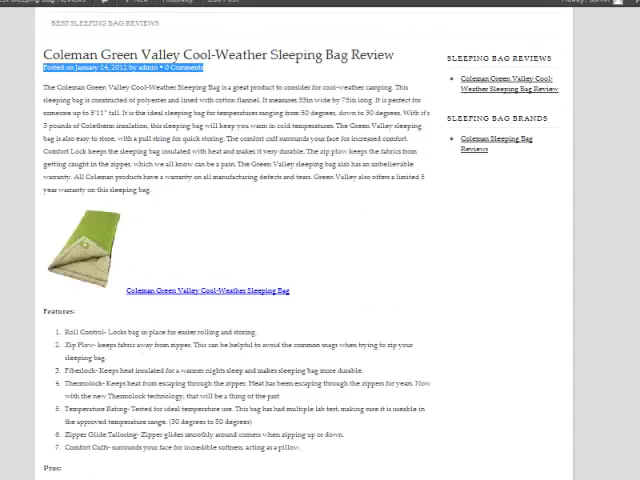 BEST SLEEPING BAG REVIEWS
Coleman Green Valley Cool-Weather Sleeping Bag Review
Posted on January 24, 2012 by admin • 0 Comments
The Coleman Green Valley Cool-Weather Sleeping Bag is a great product to consider for cool-weather camping. This
sleeping bag is constructed of polyester and lined with cotton flannel. It measures 33in wide by 75in long. It is perfect for
someone up to 5'11" tall. It is the ideal sleeping bag for temperatures ranging from 50 degrees, down to 30 degrees. With it's
3 pounds of Coletherm insulation, this sleeping bag will keep you warm in cold temperatures. The Green Valley sleeping
bag is also easy to store, with a pull string for quick storing. The comfort cuff surrounds your face for increased comfort.
Comfort Lock keeps the sleeping bag insulated with heat and makes it very durable. The zip plow keeps the fabrics from
getting caught in the zipper, which we all know can be a pain. The Green Valley sleeping bag also has an unbelievable
warranty. All Coleman products have a warranty on all manufacturing defects and tears. Green Valley also offers a limited 5
year warranty on this sleeping bag.
Coleman Green Valley Cool-Weather Sleeping Bag
Features:
1. Roll Control- Locks bag in place for easier rolling and storing.
2. Zip Plow- keeps fabric away from zipper. This can be helpful to avoid the common snags when trying to zip your
sleeping bag.
3. Fiberlock- Keeps heat insulated for a warmer nights sleep and makes sleeping bag more durable.
4. Thermolock- Keeps heat from escaping through the zipper. Heat has been escaping through the zippers for years. Now
with the new Thermolock technology, that will be a thing of the past.
5. Temperature Rating- Tested for ideal temperature use. This bag has had multiple lab test, making sure it is useable in
the approved temperature range. (30 degrees to 50 degrees)
6. Zipper Glide Tailoring- Zipper glides smoothly around corners when zipping up or down.
7. Comfort Cuff- surrounds your face for incredible softness, acting as a pillow.
Pros:
SLEEPING BAG REVIEWS
Coleman Green Valley Cool-
Weather Sleeping Bag Review
SLEEPING BAG BRANDS
Coleman Sleeping Bag
Reviews